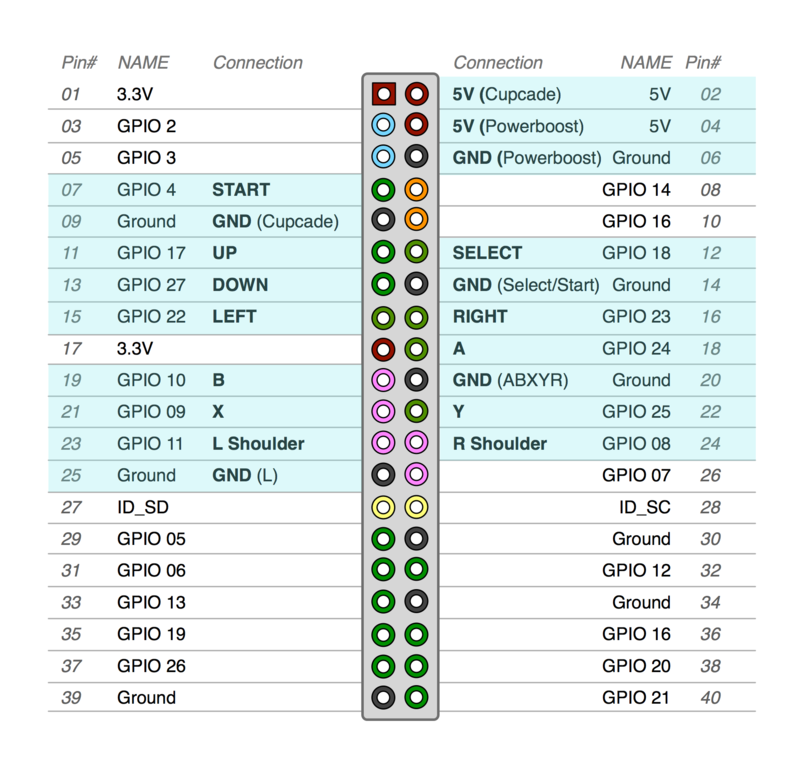 Pin# NAME Connection Connection NAME Pin#
01 3.3V 5V (Cupcade) 5V 02
03 GPIO 2 5V (Powerboost) 5V 04
05 GPIO 3 GND (Powerboost) Ground 06
07 GPIO 4 START GPIO 14 08
09 Ground GND (Cupcade) GPIO 16 10
11 GPIO 17 UP SELECT GPIO 18 12
13 GPIO 27 DOWN GND (Select/Start) Ground 14
15 GPIO 22 LEFT RIGHT GPIO 23 16
17 3.3V A GPIO 24 18
19 GPIO 10 B GND (ABXYR) Ground 20
21 GPIO 09 X Y GPIO 25 22
23 GPIO 11 L Shoulder R Shoulder GPIO 08 24
25 Ground GND (L) GPIO 07 26
27 ID_SD ID_SC 28
29 GPIO 05 Ground 30
31 GPIO 06 GPIO 12 32
33 GPIO 13 Ground 34
35 GPIO 19 GPIO 16 36
37 GPIO 26 GPIO 20 38
39 Ground GPIO 21 40